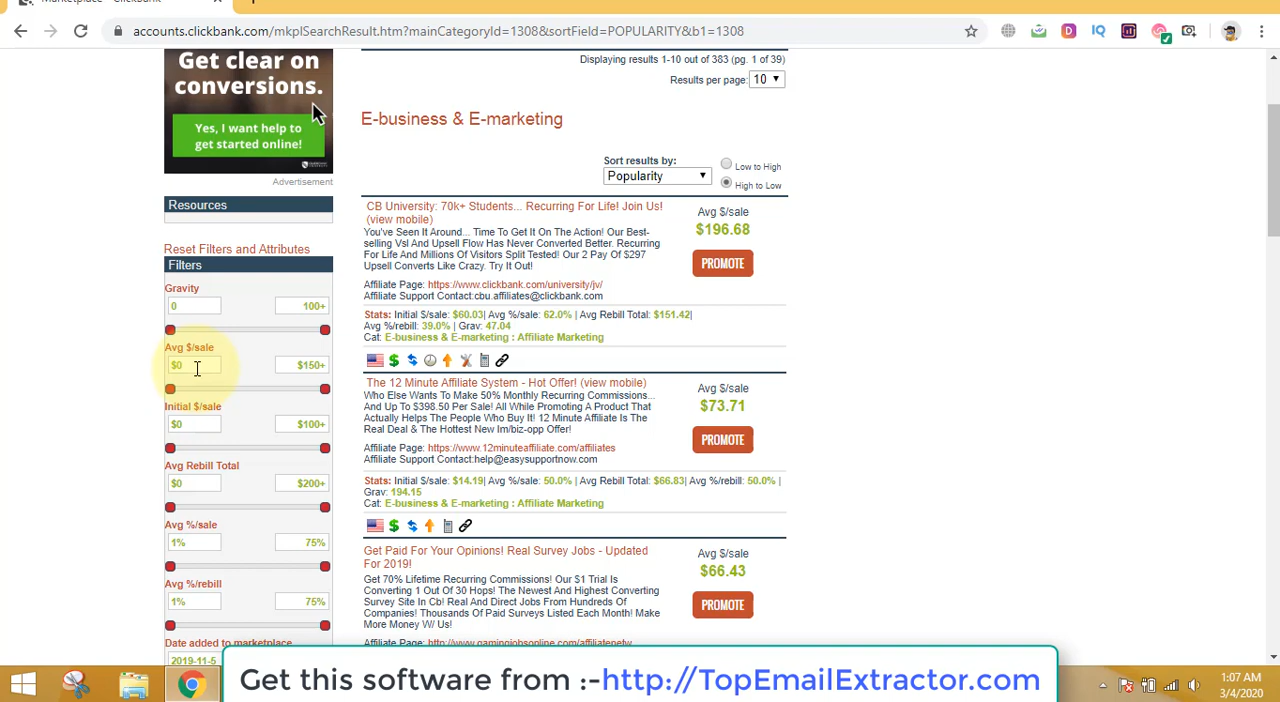 Marketplace - ClickBank
accounts.clickbank.com/mkplSearchResult.htm?mainCategoryId=1308&sortField=POPULARITY&b1=1308
Get clear on
conversions.
Yes, I want help to
get started online!
Advertisement
Resources
Reset Filters and Attributes
Filters
Gravity
0 100+
Avg $/sale
$0 $150+
Initial $/sale
$0 $100+
Avg Rebill Total
$0 $200+
Avg %/sale
1% 75%
Avg %/rebill
1% 75%
Date added to marketplace
2019-11-5
Displaying results 1-10 out of 383 (pg. 1 of 39)
Results per page: 10
E-business & E-marketing
Sort results by:
Popularity
Low to High
High to Low
CB University: 70k+ Students... Recurring For Life! Join Us!
(view mobile)
You've Seen It Around... Time To Get It On The Action! Our Best-
selling Vsl And Upsell Flow Has Never Converted Better. Recurring
For Life And Millions Of Visitors Split Tested! Our 2 Pay Of $297
Upsell Converts Like Crazy. Try It Out!
Affiliate Page: https://www.clickbank.com/university/jv/
Affiliate Support Contact:cbu.affiliates@clickbank.com
Stats: Initial $/sale: $60.03| Avg %/sale: 62.0% | Avg Rebill Total: $151.42|
Avg %/rebill: 39.0% | Grav: 47.04
Cat: E-business & E-marketing : Affiliate Marketing
Avg $/sale
$196.68
PROMOTE
The 12 Minute Affiliate System - Hot Offer! (view mobile)
Who Else Wants To Make 50% Monthly Recurring Commissions...
And Up To $398.50 Per Sale! All While Promoting A Product That
Actually Helps The People Who Buy It! 12 Minute Affiliate Is The
Real Deal & The Hottest New Im/biz-opp Offer!
Affiliate Page: https://www.12minuteaffiliate.com/affiliates
Affiliate Support Contact:help@easysupportnow.com
Stats: Initial $/sale: $14.19| Avg %/sale: 50.0% | Avg Rebill Total: $66.83| Avg %/rebill: 50.0% |
Grav: 194.15
Cat: E-business & E-marketing : Affiliate Marketing
Avg $/sale
$73.71
PROMOTE
Get Paid For Your Opinions! Real Survey Jobs - Updated
For 2019!
Get 70% Lifetime Recurring Commissions! Our $1 Trial Is
Converting 1 Out Of 30 Hops! The Newest And Highest Converting
Survey Site In Cb! Real And Direct Jobs From Hundreds Of
Companies! Thousands Of Paid Surveys Listed Each Month! Make
More Money W/ Us!
Affiliate Page: http://www.gamingjobsonline.com/affiliatenetw
Avg $/sale
$66.43
PROMOTE
Get this software from :-http://TopEmailExtractor.com
1:07 AM
3/4/2020